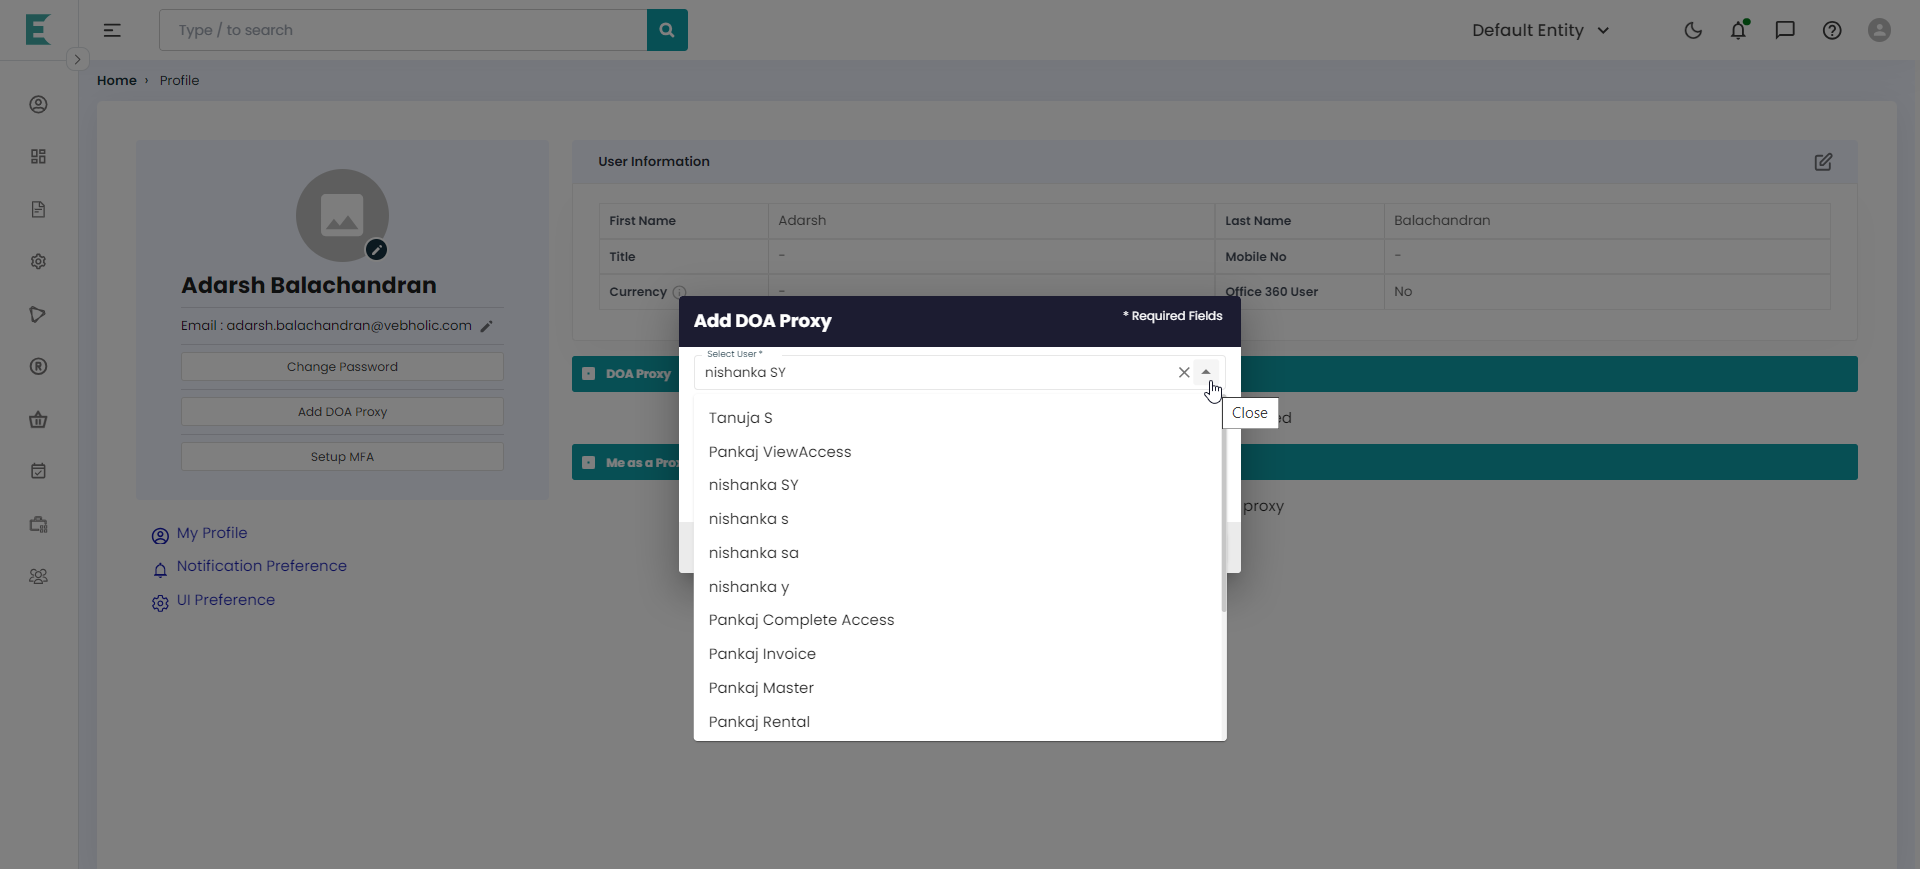 Type / to search
Default Entity
Home › Profile
User Information
First Name Adarsh Last Name Balachandran
Title - Mobile No -
Currency - Office 360 User No
Adarsh Balachandran
Email : adarsh.balachandran@vebholic.com
Change Password
Add DOA Proxy
Setup MFA
My Profile
Notification Preference
UI Preference
DOA Proxy
ed
Me as a Pro
proxy
Add DOA Proxy
* Required Fields
Select User *
nishanka SY
Close
Tanuja S
Pankaj ViewAccess
nishanka SY
nishanka s
nishanka sa
nishanka y
Pankaj Complete Access
Pankaj Invoice
Pankaj Master
Pankaj Rental